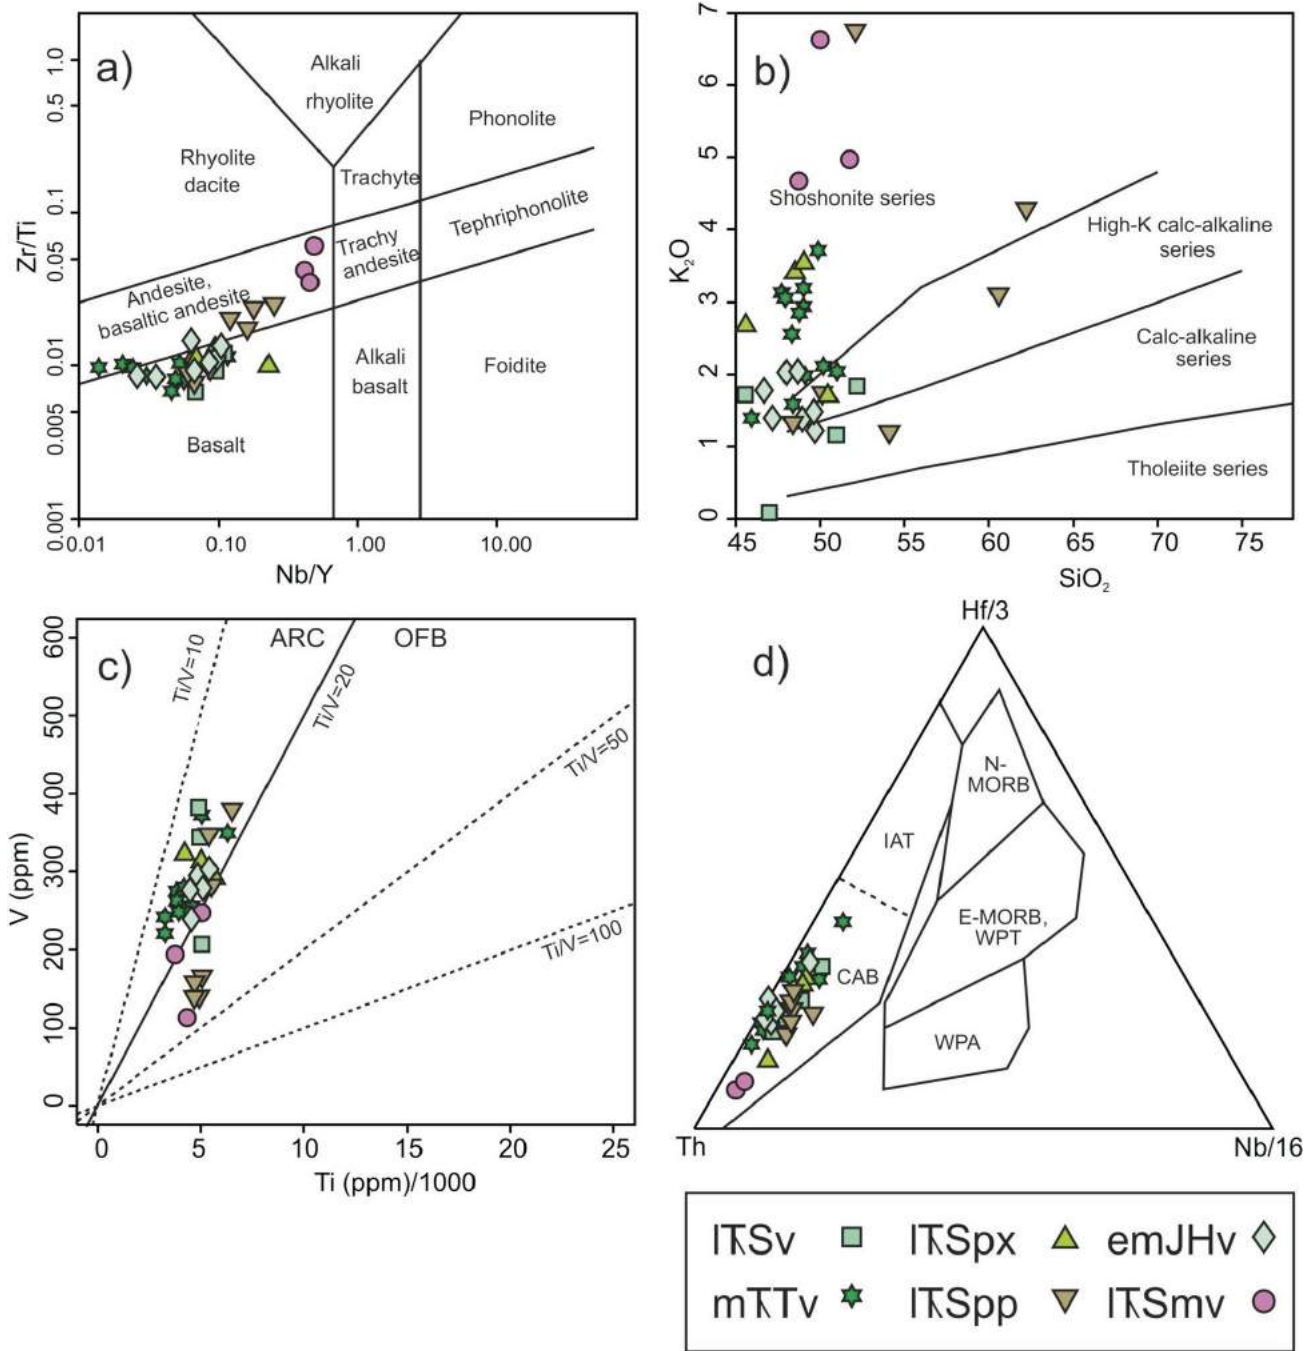 a)
Alkali
rhyolite
Phonolite
Rhyolite
dacite
Trachyte
Tephriphonolite
Trachy
andesite
Andesite,
basaltic andesite
Alkali
basalt
Foidite
Basalt
Zr/Ti
1.0
0.5
0.1
0.05
0.01
0.005
0.001
0.01
0.10
1.00
10.00
Nb/Y
b)
Shoshonite series
High-K calc-alkaline
series
Calc-alkaline
series
Tholeiite series
K₂O
7
6
5
4
3
2
1
0
45
50
55
60
65
70
75
SiO₂
c)
ARC
OFB
Ti/V=10
Ti/V=20
Ti/V=50
Ti/V=100
V (ppm)
600
500
400
300
200
100
0
0
5
10
15
20
25
Ti (ppm)/1000
d)
Hf/3
N-
MORB
IAT
E-MORB,
WPT
CAB
WPA
Th
Nb/16
lTꞦSv lTꞦSpx emJHv
mTꞦTv lTꞦSpp lTꞦSmv